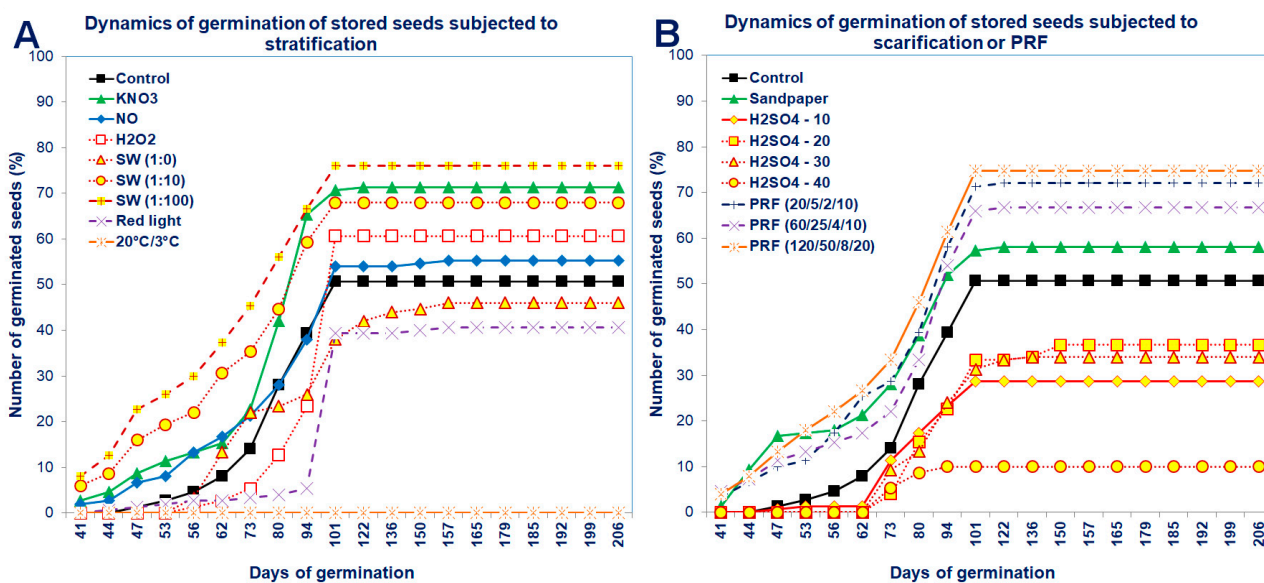 A
Dynamics of germination of stored seeds subjected to
stratification
Number of germinated seeds (%)
100
90
80
70
60
50
40
30
20
10
0
Control
KNO3
NO
H2O2
SW (1:0)
SW (1:10)
SW (1:100)
Red light
20°C/3°C
41 44 47 53 56 62 73 80 94 101 122 136 150 157 165 173 185 192 199 206
Days of germination
B
Dynamics of germination of stored seeds subjected to
scarification or PRF
Number of germinated seeds (%)
100
90
80
70
60
50
40
30
20
10
0
Control
Sandpaper
H2SO4 - 10
H2SO4 - 20
H2SO4 - 30
H2SO4 - 40
PRF (20/5/2/10)
PRF (60/25/4/10)
PRF (120/50/8/20)
41 44 47 53 56 62 73 80 94 101 122 136 150 157 165 173 185 192 199 206
Days of germination